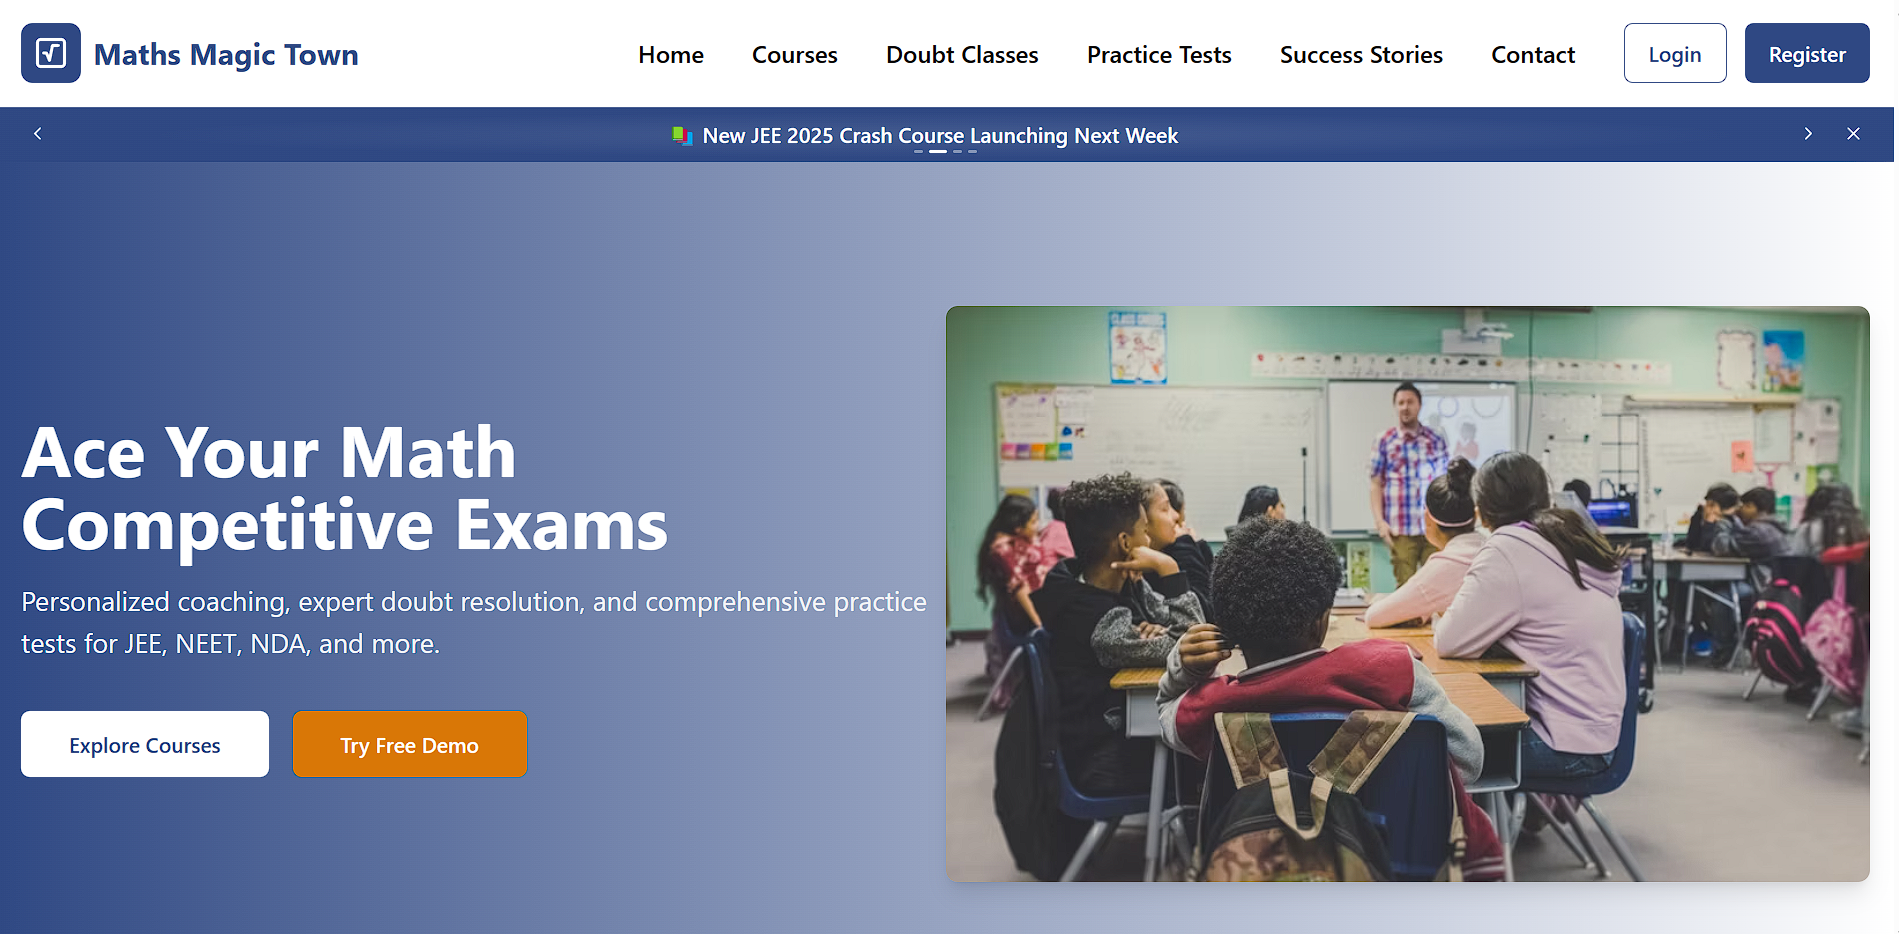 Maths Magic Town
Home Courses Doubt Classes Practice Tests Success Stories Contact Login Register
New JEE 2025 Crash Course Launching Next Week
Ace Your Math
Competitive Exams
Personalized coaching, expert doubt resolution, and comprehensive practice
tests for JEE, NEET, NDA, and more.
Explore Courses Try Free Demo